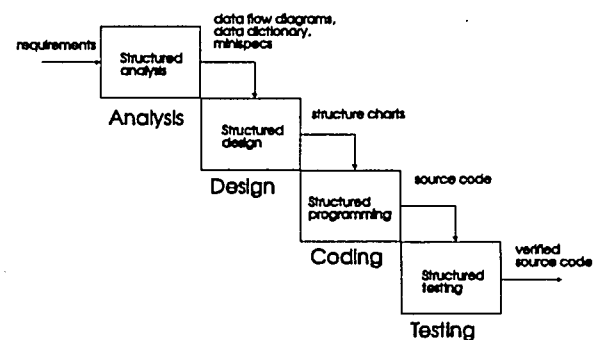 data flow diagrams,
data dictionary,
minispecs
requirements
Structured
analysis
Analysis
structure charts
Structured
design
Design
source code
Structured
programming
Coding
verified
source code
Structured
testing
Testing